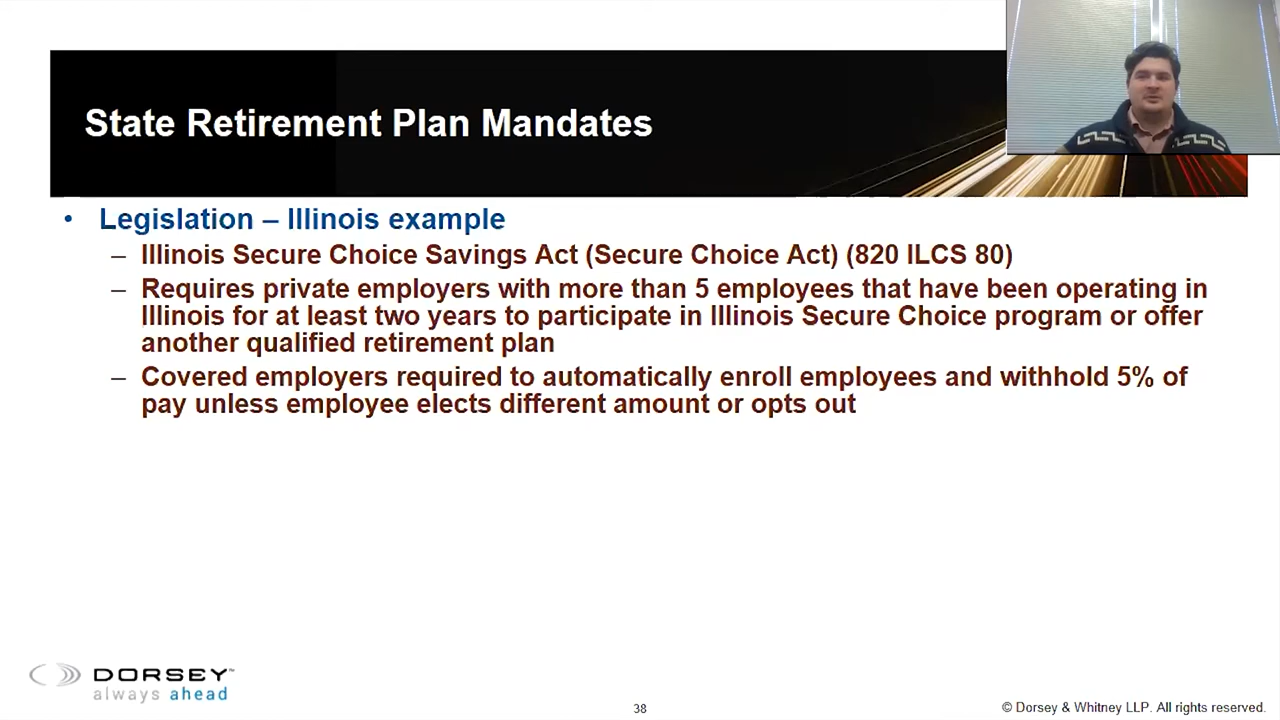 State Retirement Plan Mandates
• Legislation – Illinois example
– Illinois Secure Choice Savings Act (Secure Choice Act) (820 ILCS 80)
– Requires private employers with more than 5 employees that have been operating in
Illinois for at least two years to participate in Illinois Secure Choice program or offer
another qualified retirement plan
– Covered employers required to automatically enroll employees and withhold 5% of
pay unless employee elects different amount or opts out
DORSEY™
always ahead
38
© Dorsey & Whitney LLP. All rights reserved.